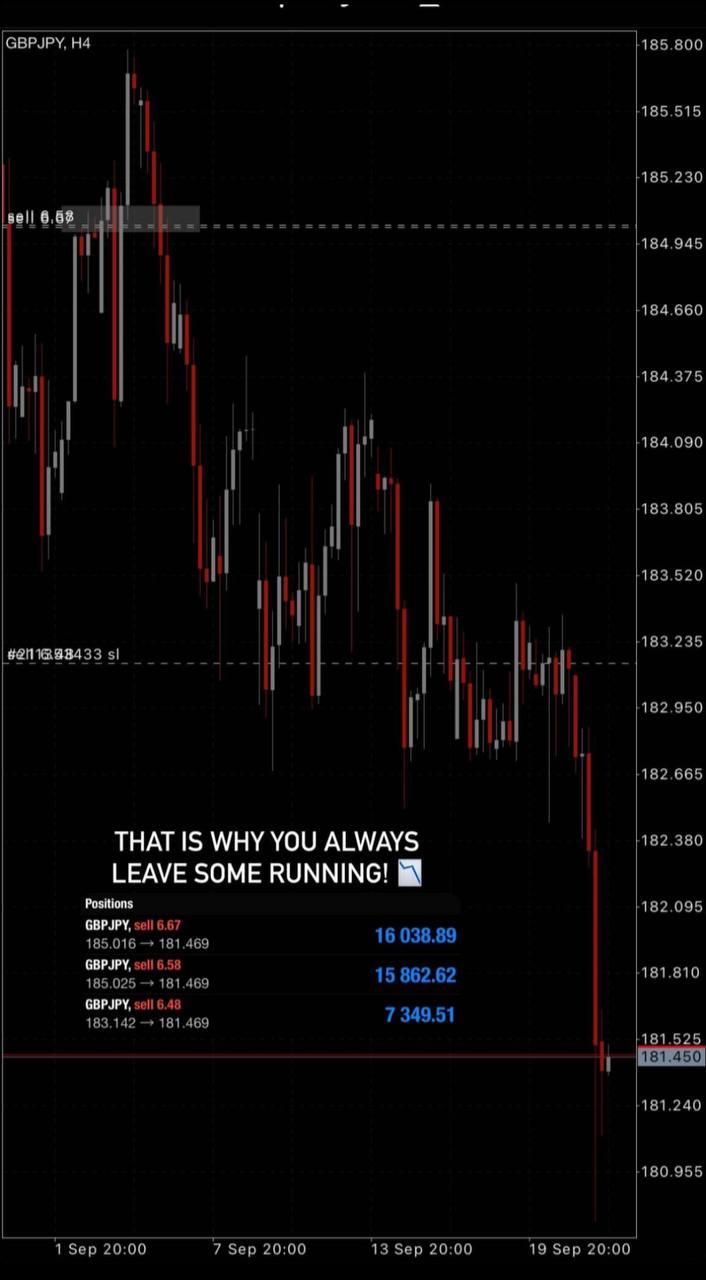 GBPJPY, H4
185.800
185.515
185.230
184.945
184.660
184.375
184.090
183.805
183.520
183.235
182.950
182.665
182.380
182.095
181.810
181.525
181.450
181.240
180.955
sell
sl
THAT IS WHY YOU ALWAYS
LEAVE SOME RUNNING! 📉
Positions
GBPJPY, sell 6.67
185.016 → 181.469
16 038.89
GBPJPY, sell 6.58
185.025 → 181.469
15 862.62
GBPJPY, sell 6.48
183.142 → 181.469
7 349.51
1 Sep 20:00
7 Sep 20:00
13 Sep 20:00
19 Sep 20:00